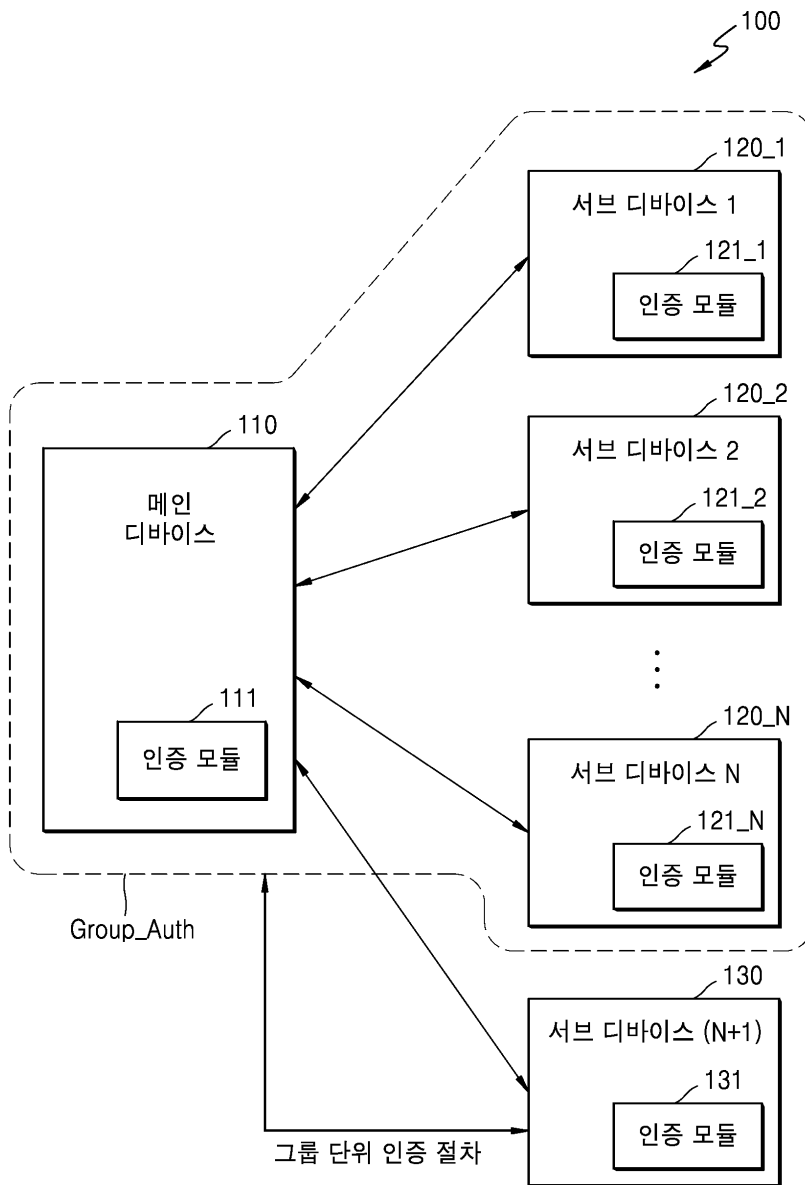 100
120_1
서브 디바이스 1
121_1
인증 모듈
120_2
서브 디바이스 2
121_2
인증 모듈
110
메인
디바이스
111
인증 모듈
120_N
서브 디바이스 N
121_N
인증 모듈
Group_Auth
130
서브 디바이스 (N+1)
131
인증 모듈
그룹 단위 인증 절차